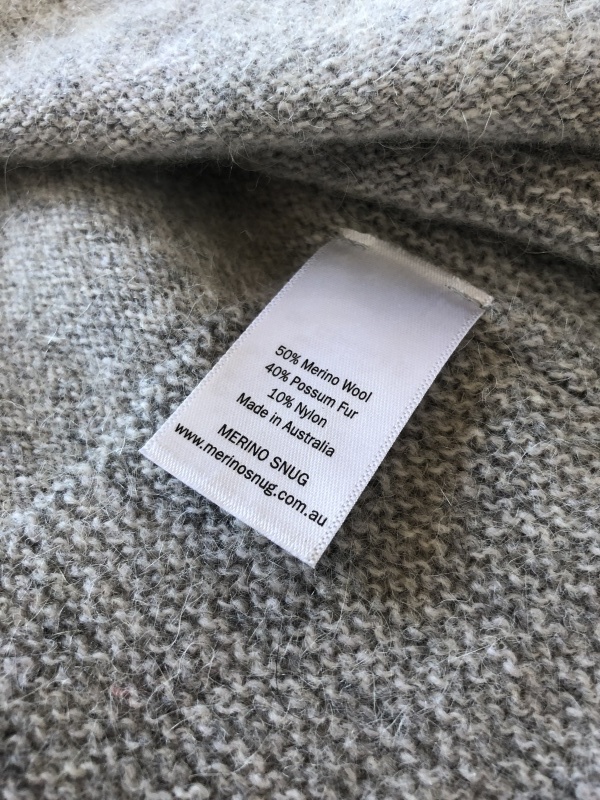 50% Merino Wool
40% Possum Fur
10% Nylon
Made in Australia
MERINO SNUG
www.merinosnug.com.au